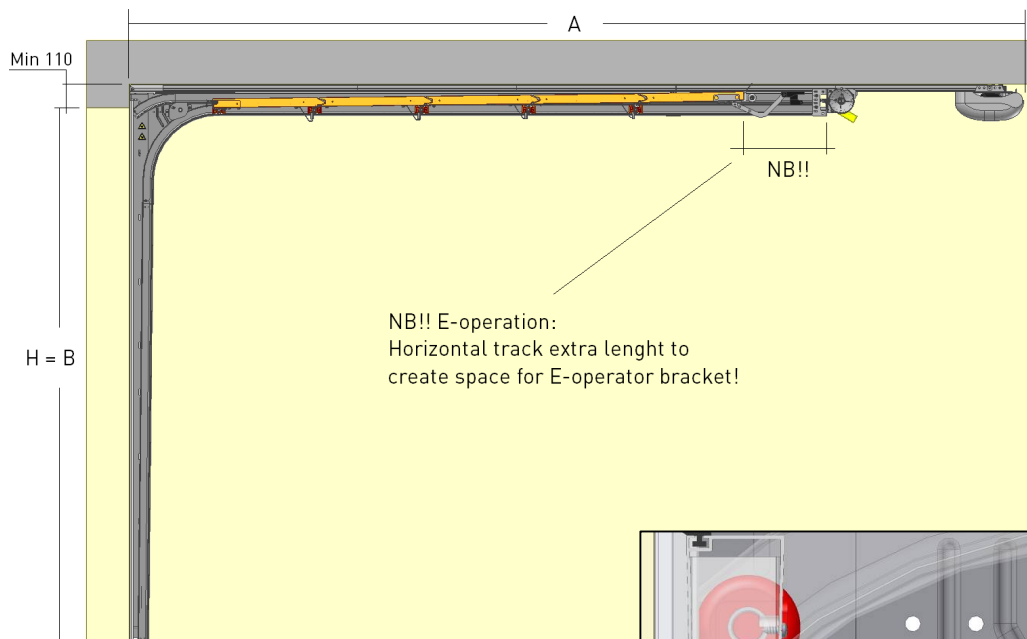 A
Min 110
NB!!
NB!! E-operation:
Horizontal track extra lenght to
create space for E-operator bracket!
H = B